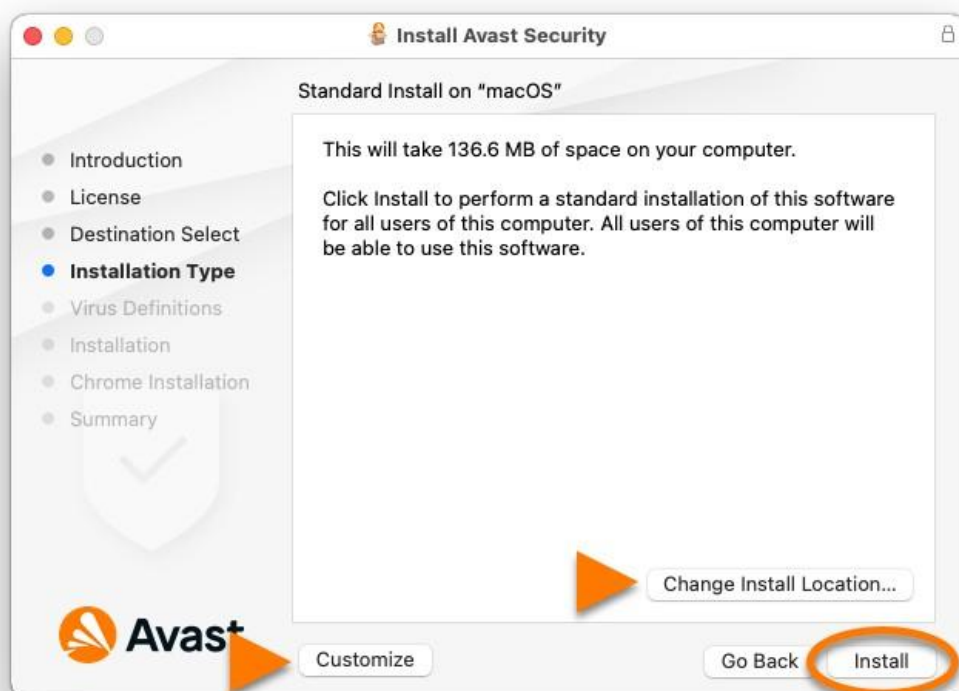 Install Avast Security
Standard Install on “macOS”
Introduction
License
Destination Select
Installation Type
Virus Definitions
Installation
Chrome Installation
Summary
This will take 136.6 MB of space on your computer.
Click Install to perform a standard installation of this software
for all users of this computer. All users of this computer will
be able to use this software.
Change Install Location...
Avast
Customize
Go Back
Install